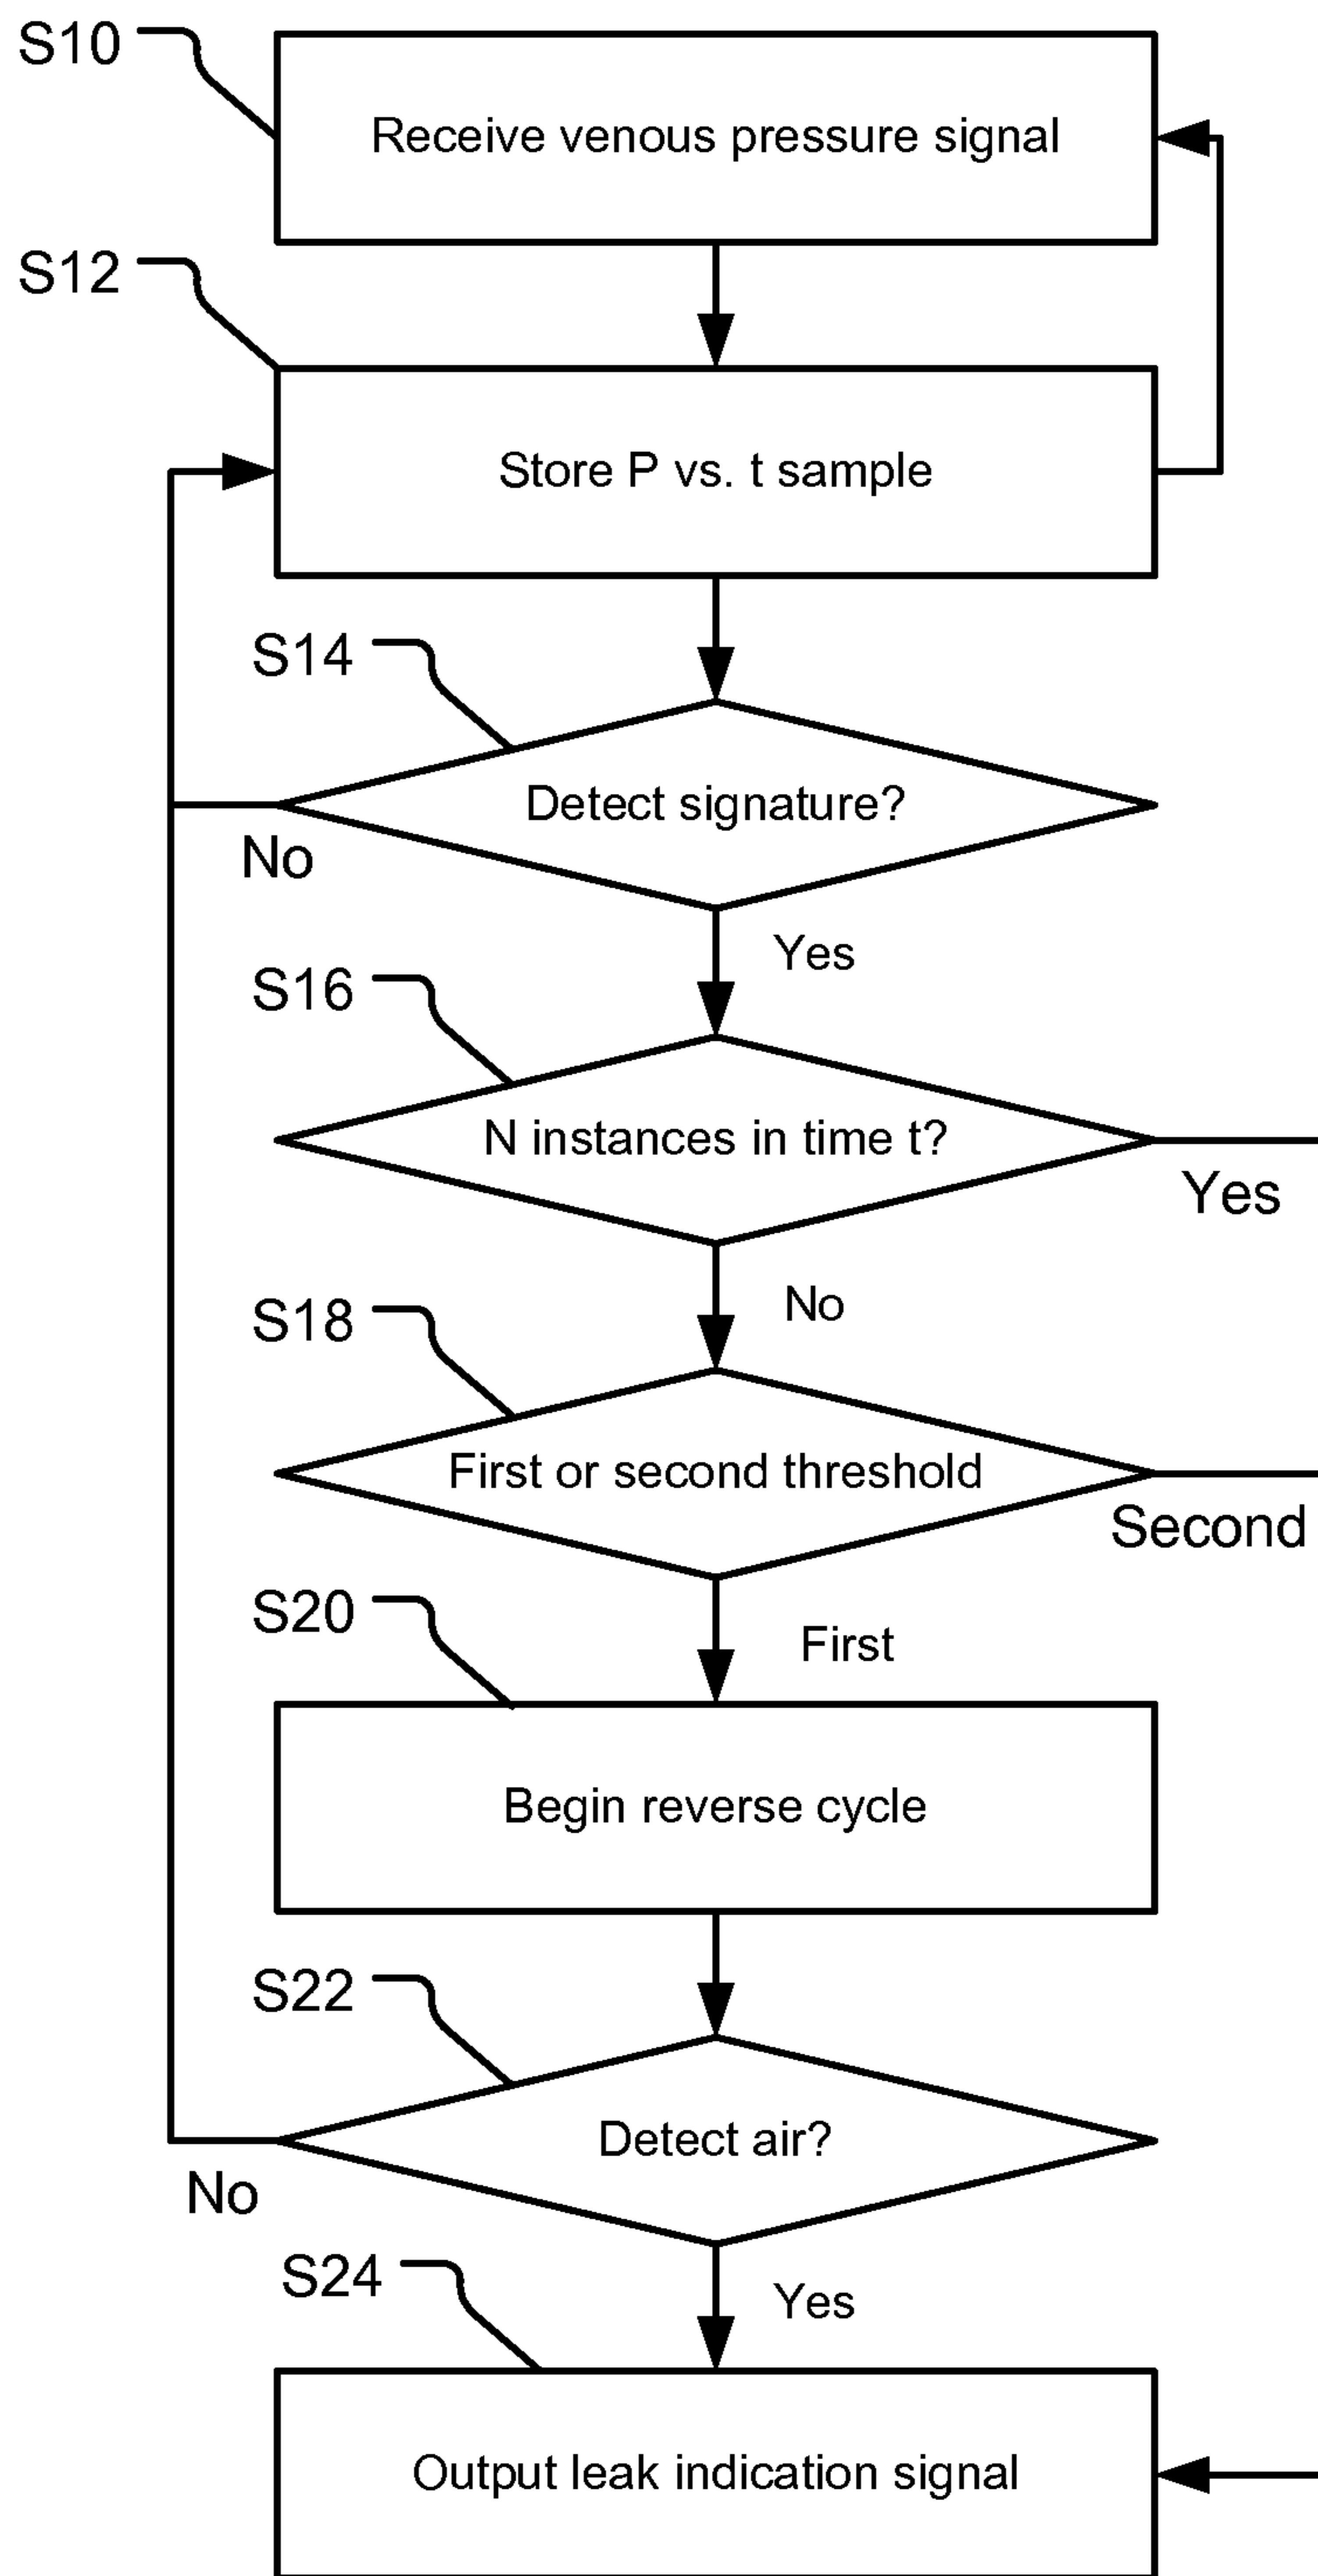 S10
Receive venous pressure signal
S12
Store P vs. t sample
S14
Detect signature?
No
Yes
S16
N instances in time t?
Yes
No
S18
First or second threshold
Second
First
S20
Begin reverse cycle
S22
Detect air?
No
Yes
S24
Output leak indication signal